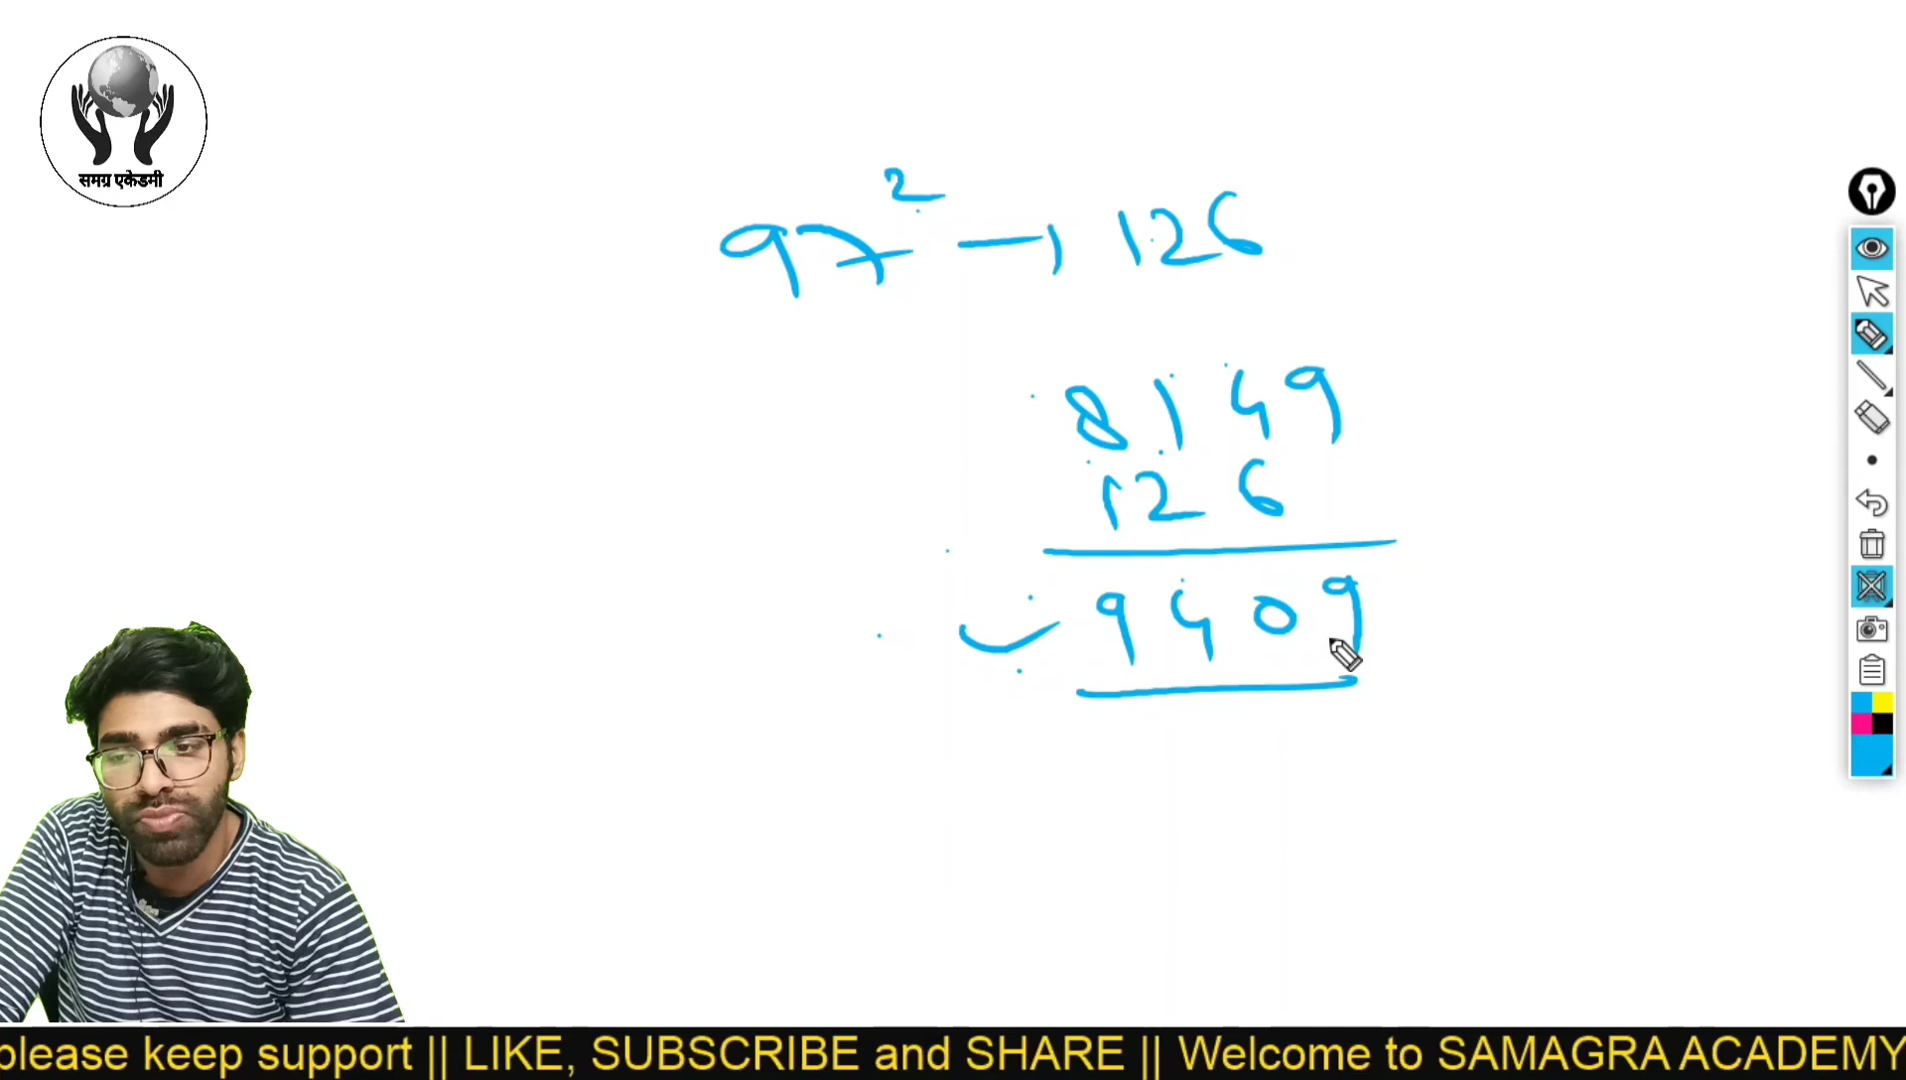 समग्र एकेडमी
97² → 126
8149
126
9409
please keep support || LIKE, SUBSCRIBE and SHARE || Welcome to SAMAGRA ACADEMY